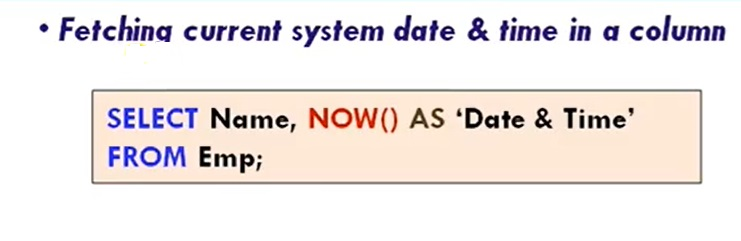 • Fetching current system date & time in a column
SELECT Name, NOW() AS ‘Date & Time’
FROM Emp;